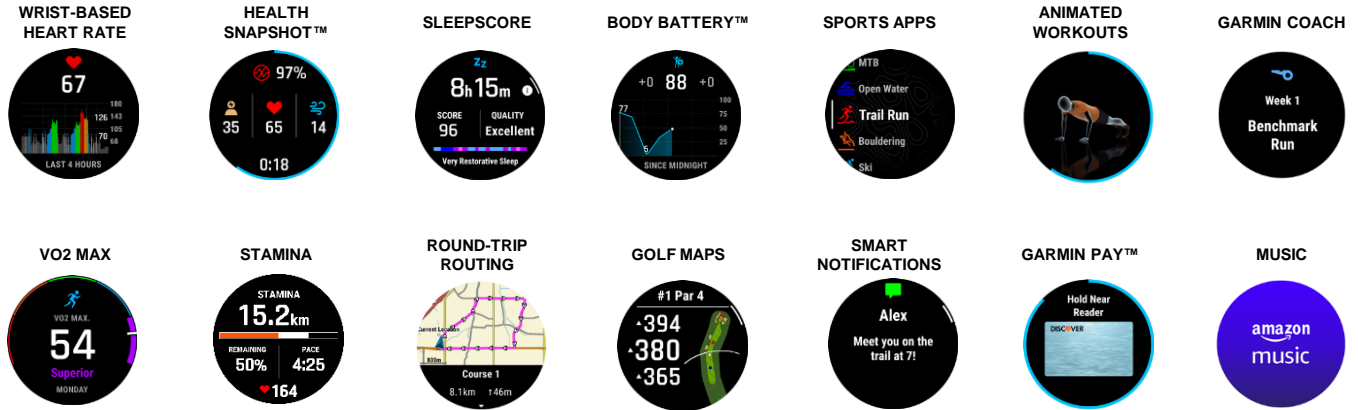 WRIST-BASED
HEART RATE
67
180
143
126
105
70
68
LAST 4 HOURS
HEALTH
SNAPSHOT™
97%
35
65
14
0:18
SLEEPSCORE
zz
8h15m
SCORE
96
QUALITY
Excellent
Very Restorative Sleep
BODY BATTERY™
+0 88 +0
100
77
75
50
25
5
SINCE MIDNIGHT
SPORTS APPS
MTB
Open Water
Trail Run
Bouldering
Ski
ANIMATED
WORKOUTS
GARMIN COACH
Week 1
Benchmark
Run
VO2 MAX
VO2 MAX.
54
Superior
MONDAY
STAMINA
STAMINA
15.2km
REMAINING
50%
PACE
4:25
164
ROUND-TRIP
ROUTING
Current Location
800m
Course 1
8.1km ↑46m
GOLF MAPS
#1 Par 4
394
380
365
SMART
NOTIFICATIONS
Alex
Meet you on the
trail at 7!
GARMIN PAY™
Hold Near
Reader
DISCOVER
MUSIC
amazon
music